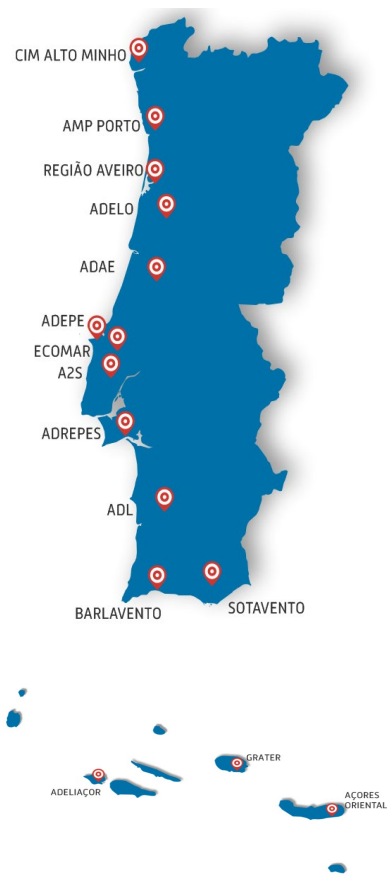 CIM ALTO MINHO
AMP PORTO
REGIÃO AVEIRO
ADELO
ADAE
ADEPE
ECOMAR
A2S
ADREPES
ADL
BARLAVENTO
SOTAVENTO
GRATER
ADELIAÇOR
AÇORES
ORIENTAL